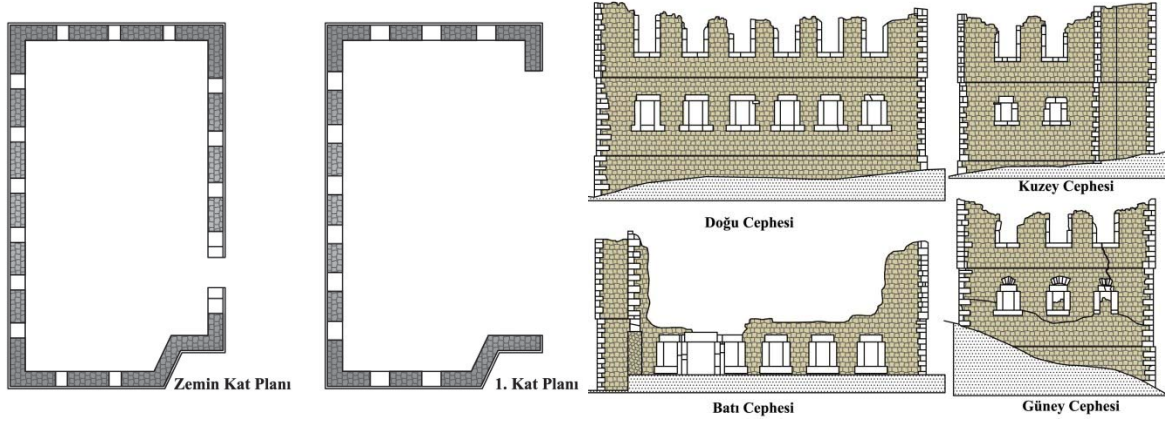 Zemin Kat Planı
1. Kat Planı
Doğu Cephesi
Kuzey Cephesi
Batı Cephesi
Güney Cephesi